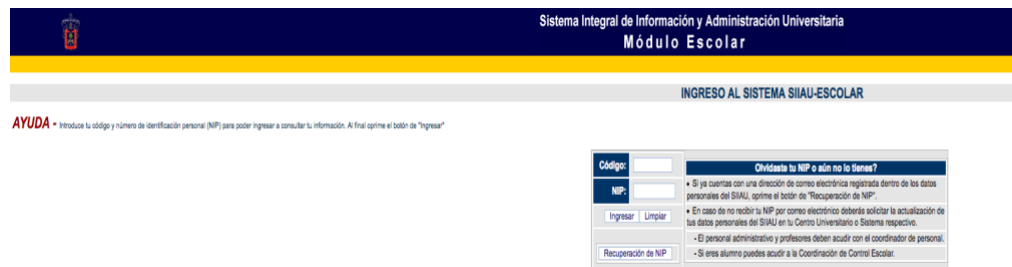 Sistema Integral de Información y Administración Universitaria
Módulo Escolar
INGRESO AL SISTEMA SIIAU-ESCOLAR
AYUDA - Introduce tu código y número de identificación personal (NIP) para poder ingresar a consultar tu información. Al final oprime el botón de "Ingresar"
Código:
NIP:
Ingresar Limpiar
Recuperación de NIP
Olvidaste tu NIP o aún no lo tienes?
• Si ya cuentas con una dirección de correo electrónico registrada dentro de los datos
personales del SIIAU, oprime el botón de "Recuperación de NIP".
• En caso de no recibir tu NIP por correo electrónico deberás solicitar la actualización de
tus datos personales del SIIAU en tu Centro Universitario o Sistema respectivo.
- El personal administrativo y profesores deben acudir con el coordinador de personal.
- Si eres alumno puedes acudir a la Coordinación de Control Escolar.